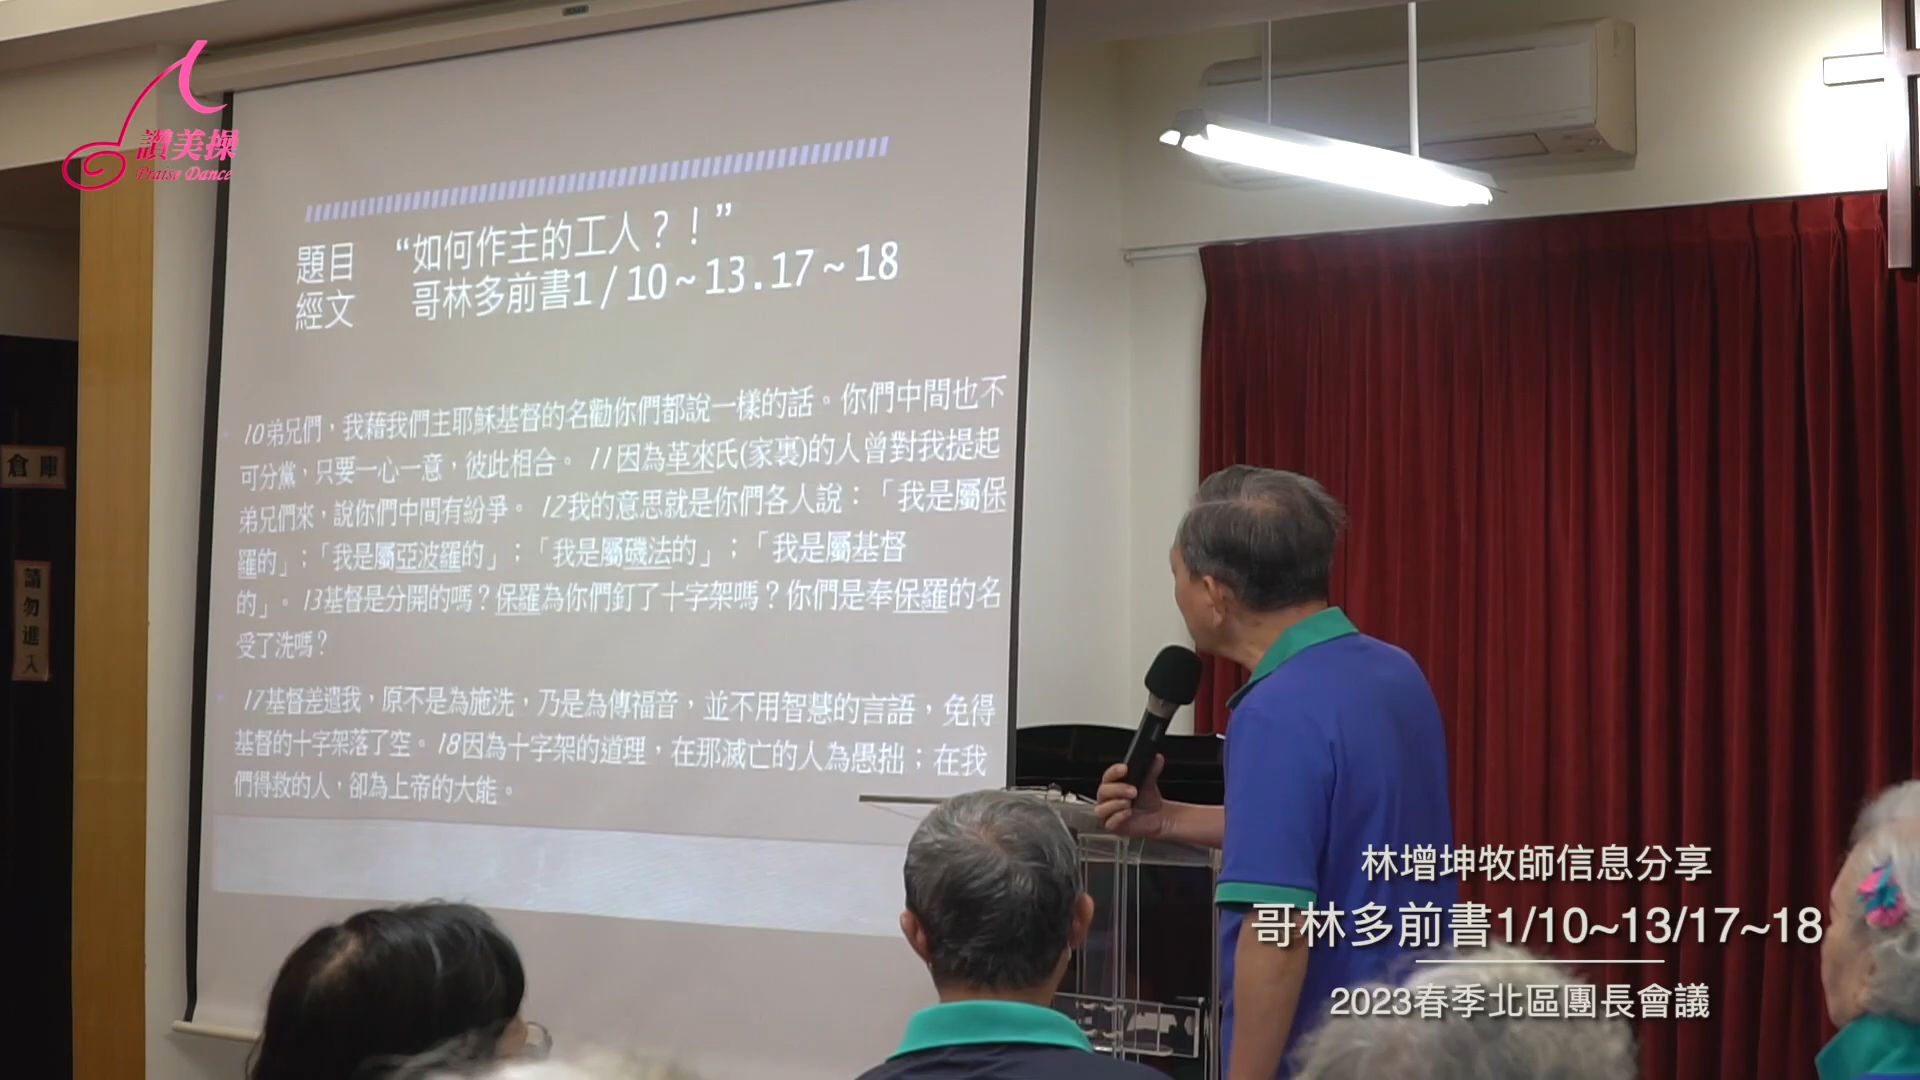 讚美操
Praise Dance
題目 “如何作主的工人？！”
經文 哥林多前書1/10~13.17~18
10弟兄們，我藉我們主耶穌基督的名勸你們都說一樣的話。你們中間也不
可分黨，只要一心一意，彼此相合。 11因為革來氏(家裏)的人曾對我提起
弟兄們來，說你們中間有紛爭。 12我的意思就是你們各人說：「我是屬保
羅的」；「我是屬亞波羅的」；「我是屬磯法的」；「我是屬基督
的」。 13基督是分開的嗎？保羅為你們釘了十字架嗎？你們是奉保羅的名
受了洗嗎？
17基督差遣我，原不是為施洗，乃是為傳福音，並不用智慧的言語，免得
基督的十字架落了空。 18因為十字架的道理，在那滅亡的人為愚拙；在我
們得救的人，卻為上帝的大能。
倉庫
請勿進入
林增坤牧師信息分享
哥林多前書1/10~13/17~18
2023春季北區團長會議